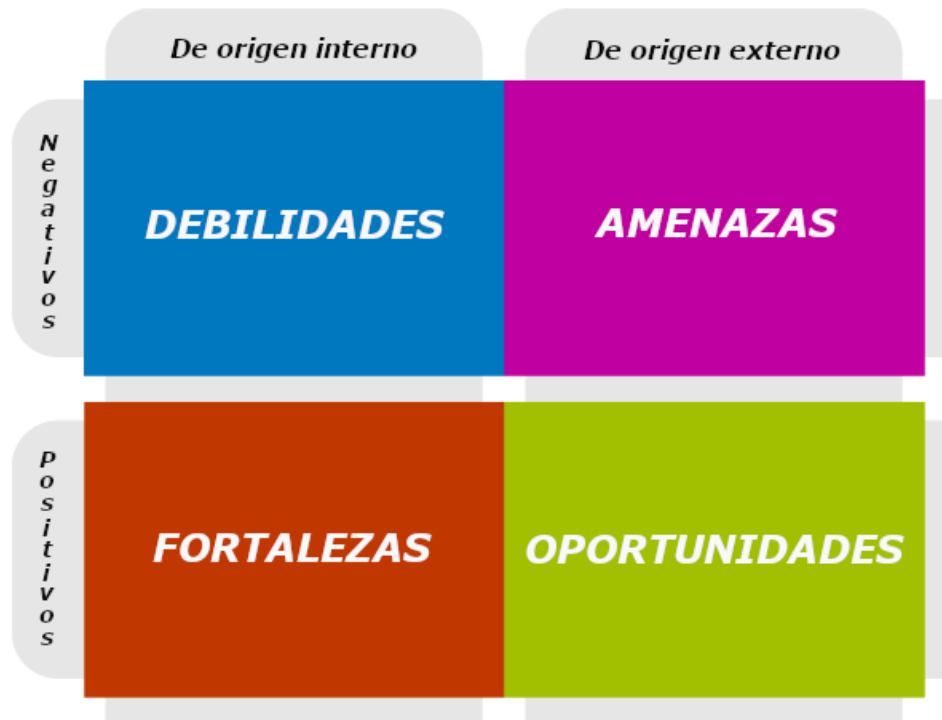 De origen interno
De origen externo
Negativos
DEBILIDADES
AMENAZAS
Positivos
FORTALEZAS
OPORTUNIDADES